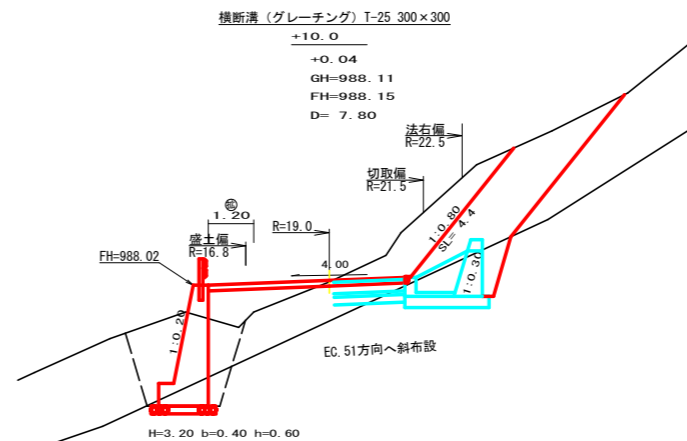 横断溝（グレーチング）T-25 300×300
+10.0
+0.04
GH=988.11
FH=988.15
D= 7.80
法右偏
R=22.5
切取偏
R=21.5
1.20
R=19.0
盛土偏
R=16.8
FH=988.02
4.00
1:0.80
SL= 4.4
1:0.30
1:0.20
EC.51方向へ斜布設
H=3.20 b=0.40 h=0.60